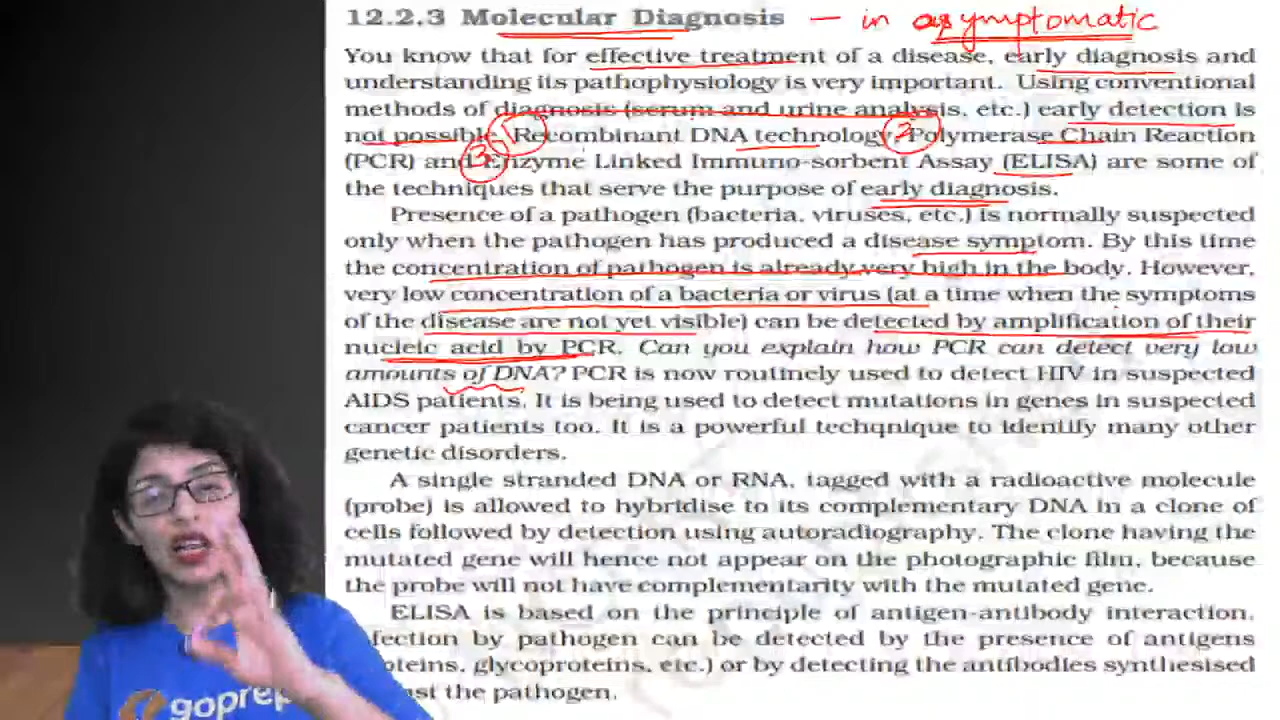 12.2.3 Molecular Diagnosis – in asymptomatic
You know that for effective treatment of a disease, early diagnosis and
understanding its pathophysiology is very important. Using conventional
methods of diagnosis (serum and urine analysis, etc.) early detection is
not possible. Recombinant DNA technology, Polymerase Chain Reaction
1 2
(PCR) and Enzyme Linked Immuno-sorbent Assay (ELISA) are some of
3
the techniques that serve the purpose of early diagnosis.
Presence of a pathogen (bacteria, viruses, etc.) is normally suspected
only when the pathogen has produced a disease symptom. By this time
the concentration of pathogen is already very high in the body. However,
very low concentration of a bacteria or virus (at a time when the symptoms
of the disease are not yet visible) can be detected by amplification of their
nucleic acid by PCR. Can you explain how PCR can detect very low
amounts of DNA? PCR is now routinely used to detect HIV in suspected
AIDS patients. It is being used to detect mutations in genes in suspected
cancer patients too. It is a powerful techqnique to identify many other
genetic disorders.
A single stranded DNA or RNA, tagged with a radioactive molecule
(probe) is allowed to hybridise to its complementary DNA in a clone of
cells followed by detection using autoradiography. The clone having the
mutated gene will hence not appear on the photographic film, because
the probe will not have complementarity with the mutated gene.
ELISA is based on the principle of antigen-antibody interaction.
fection by pathogen can be detected by the presence of antigens
oteins, glycoproteins, etc.) or by detecting the antibodies synthesised
st the pathogen.
goprep